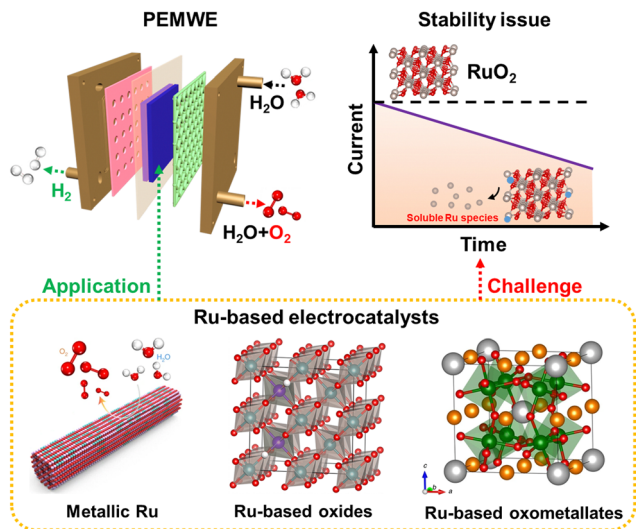 PEMWE
H₂O
H₂
H₂O+O₂
Stability issue
RuO₂
Current
Soluble Ru species
Time
Application
Challenge
Ru-based electrocatalysts
O₂
H₂O
Metallic Ru
Ru-based oxides
c
b
a
Ru-based oxometallates